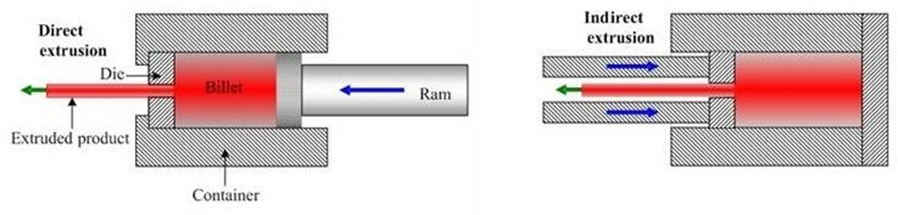 Direct
extrusion
Die
Billet
Ram
Extruded product
Container
Indirect
extrusion